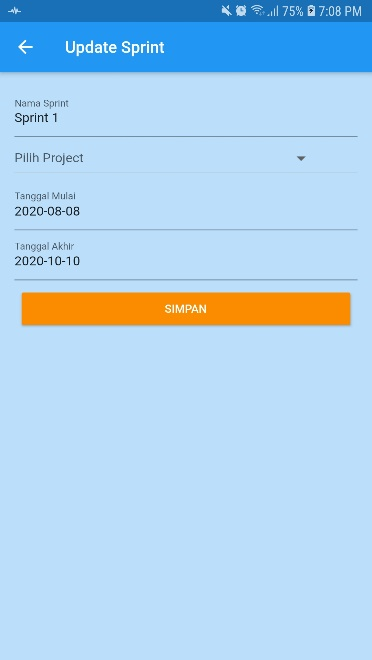 75% 7:08 PM
Update Sprint
Nama Sprint
Sprint 1
Pilih Project
Tanggal Mulai
2020-08-08
Tanggal Akhir
2020-10-10
SIMPAN